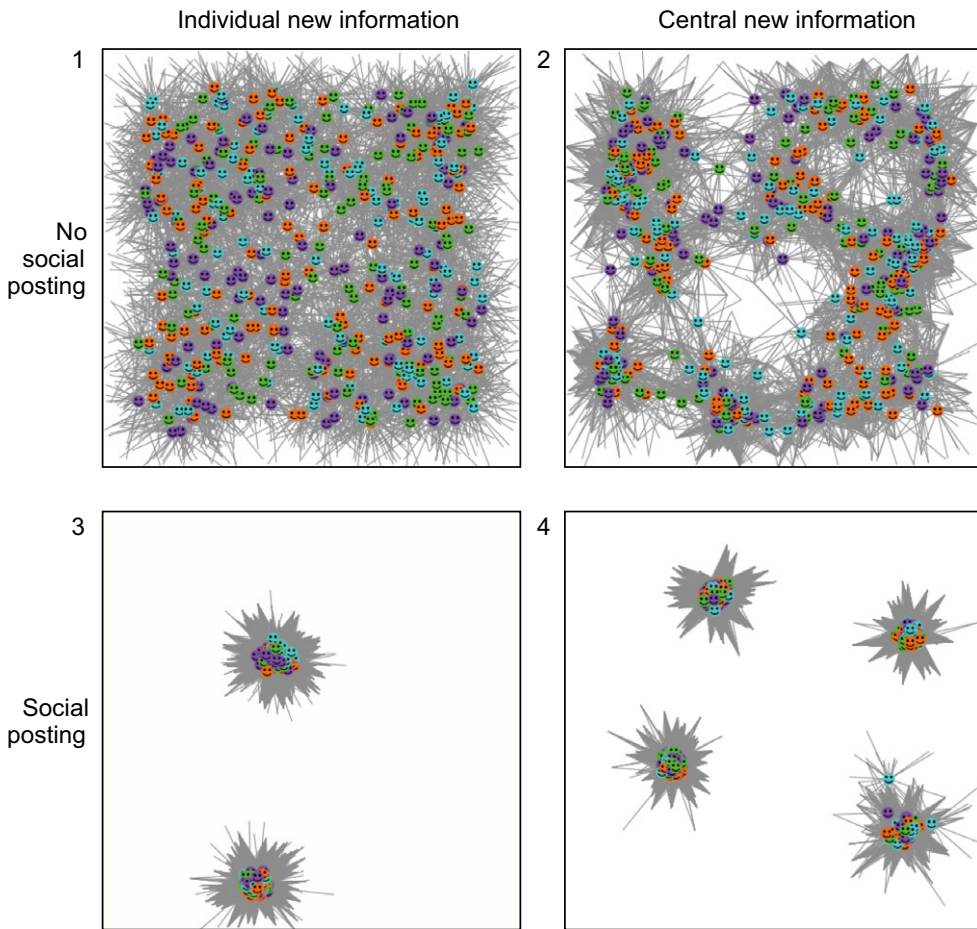 Individual new information
Central new information
1
2
No
social
posting
3
4
Social
posting